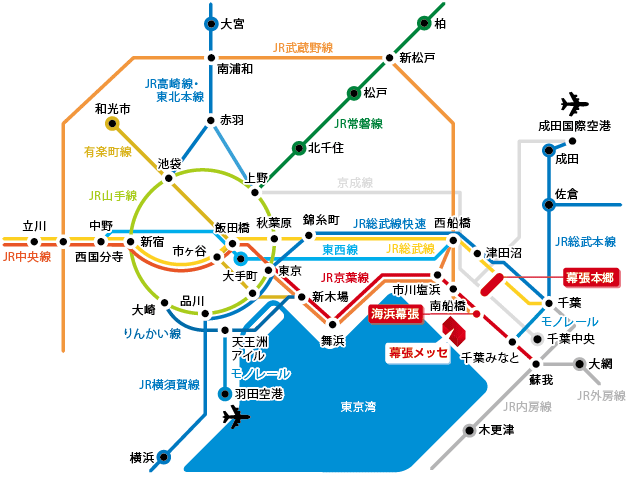 大宮
柏
JR武蔵野線
新松戸
南浦和
JR高崎線・
東北本線
松戸
和光市
成田国際空港
赤羽
JR常磐線
北千住
有楽町線
池袋
成田
上野
京成線
JR山手線
佐倉
立川
中野
飯田橋
秋葉原
錦糸町
JR総武線快速
西船橋
JR中央線
西国分寺
新宿
市ヶ谷
東西線
JR総武線
津田沼
JR総武本線
大手町
東京
JR京葉線
幕張本郷
大崎
品川
新木場
市川塩浜
南船橋
千葉
海浜幕張
モノレール
りんかい線
天王洲
アイル
舞浜
千葉中央
幕張メッセ
千葉みなと
モノレール
蘇我
大網
JR横須賀線
羽田空港
東京湾
JR内房線
JR外房線
木更津
横浜